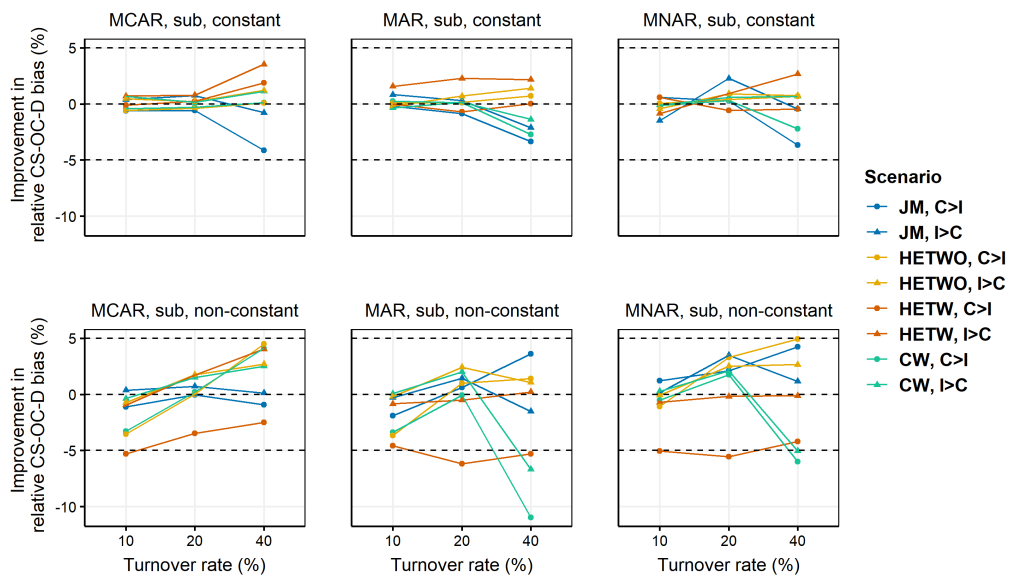 MCAR, sub, constant
MAR, sub, constant
MNAR, sub, constant
Improvement in
relative CS-OC-D bias (%)
5
0
-5
-10
MCAR, sub, non-constant
MAR, sub, non-constant
MNAR, sub, non-constant
Improvement in
relative CS-OC-D bias (%)
5
0
-5
-10
10 20 40
10 20 40
10 20 40
Turnover rate (%)
Turnover rate (%)
Turnover rate (%)
Scenario
JM, C>I
JM, I>C
HETWO, C>I
HETWO, I>C
HETW, C>I
HETW, I>C
CW, C>I
CW, I>C